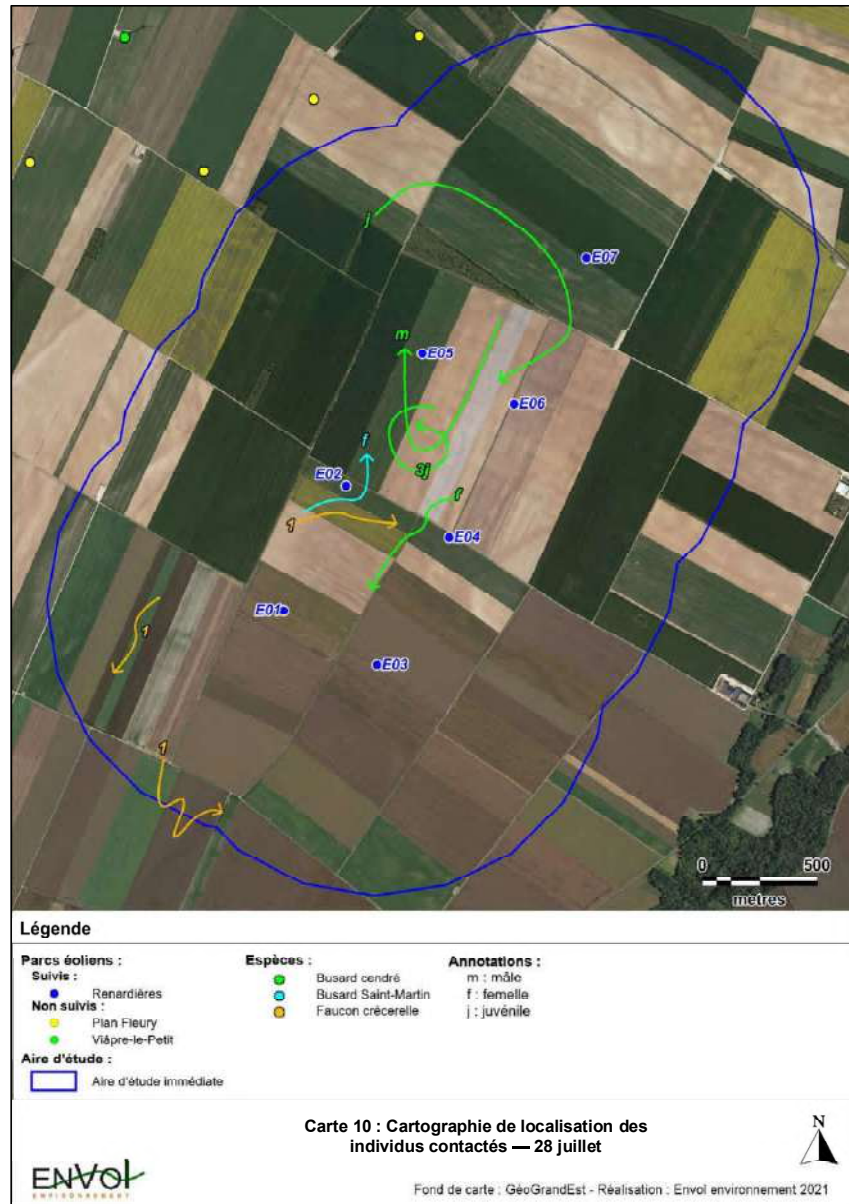 j
E07
m
E05
E06
f
3j
E02
f
1
E04
1
E01
E03
1
0 500
metres
Légende
Parcs éoliens :
Suivis :
Renardières
Non suivis :
Plan Fleury
Viâpre-le-Petit
Aire d'étude :
Aire d'étude immédiate
Espèces :
Busard cendré
Busard Saint-Martin
Faucon crécerelle
Annotations :
m : mâle
f : femelle
j : juvénile
Carte 10 : Cartographie de localisation des
individus contactés — 28 juillet
N
ENVOL
ENVIRONNEMENT
Fond de carte : GéoGrandEst - Réalisation : Envol environnement 2021